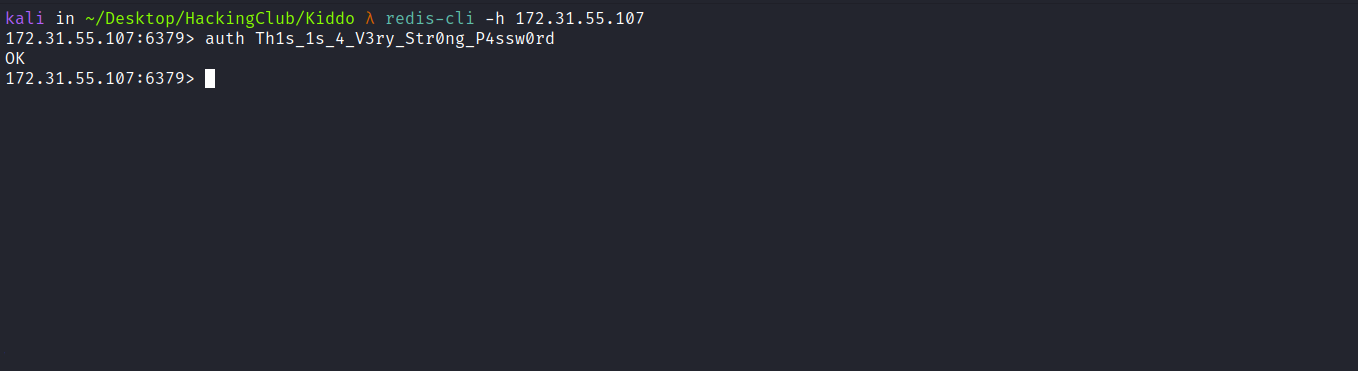 kali in ~/Desktop/HackingClub/Kiddo λ redis-cli -h 172.31.55.107
172.31.55.107:6379> auth Th1s_1s_4_V3ry_Str0ng_P4ssw0rd
OK
172.31.55.107:6379>